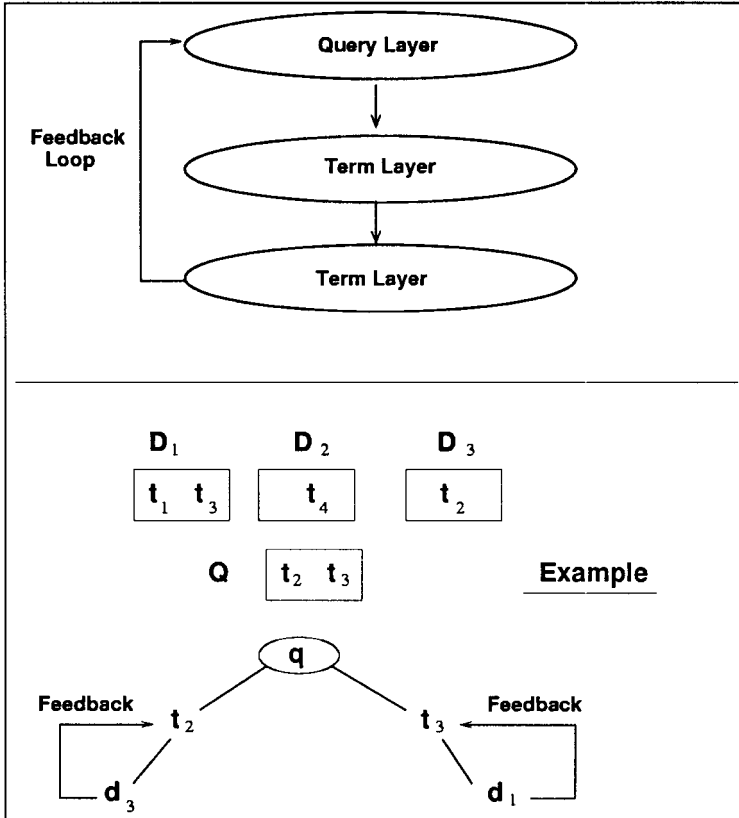 Query Layer
Feedback
Loop
Term Layer
Term Layer
D₁ D₂ D₃
t₁ t₃ t₄ t₂
Q t₂ t₃ Example
q
Feedback t₂ t₃ Feedback
d₃ d₁